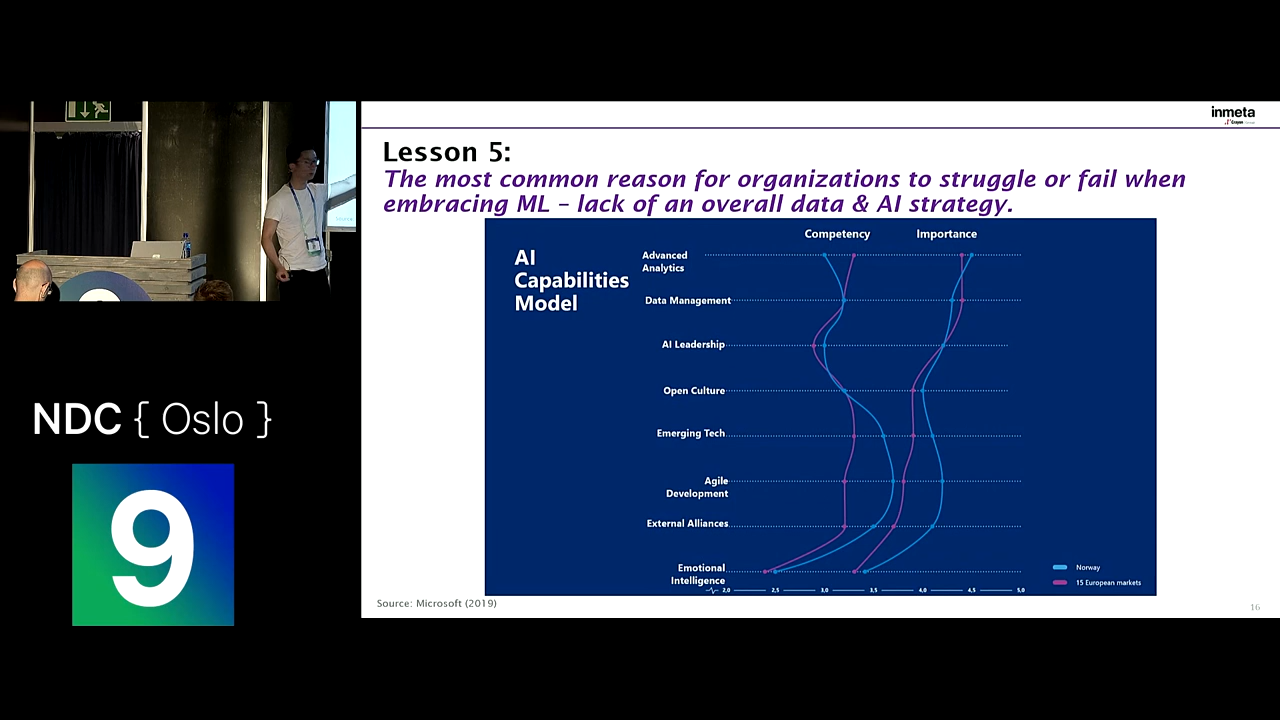 inmeta
Crayon
Lesson 5:
The most common reason for organizations to struggle or fail when
embracing ML – lack of an overall data & AI strategy.
AI
Capabilities
Model
Competency
Importance
Advanced
Analytics
Data Management
AI Leadership
Open Culture
Emerging Tech
Agile
Development
External Alliances
Emotional
Intelligence
2,0
2,5
3,0
3,5
4,0
4,5
5,0
Norway
15 European markets
Source: Microsoft (2019)
16
NDC { Oslo }
9